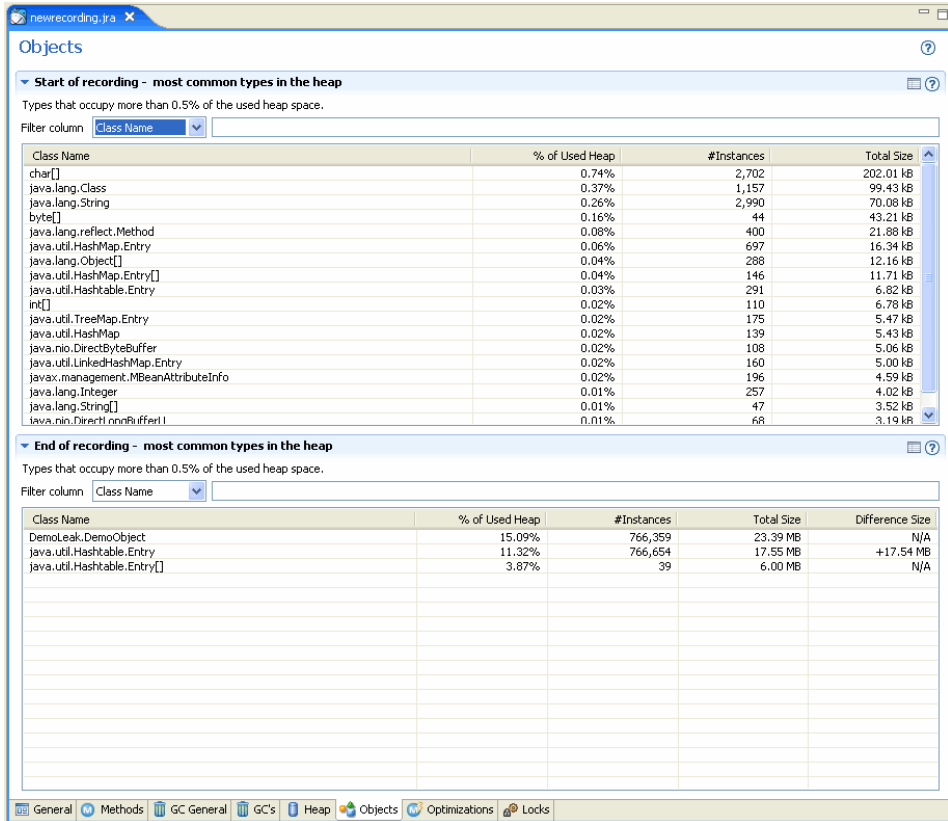 newrecording.jra
Objects
Start of recording - most common types in the heap
Types that occupy more than 0.5% of the used heap space.
Filter column Class Name
Class Name % of Used Heap #Instances Total Size
char[] 0.74% 2,702 202.01 kB
java.lang.Class 0.37% 1,157 99.43 kB
java.lang.String 0.26% 2,990 70.08 kB
byte[] 0.16% 44 43.21 kB
java.lang.reflect.Method 0.08% 400 21.88 kB
java.util.HashMap.Entry 0.06% 697 16.34 kB
java.lang.Object[] 0.04% 288 12.16 kB
java.util.HashMap.Entry[] 0.04% 146 11.71 kB
java.util.Hashtable.Entry 0.03% 291 6.82 kB
int[] 0.02% 110 6.78 kB
java.util.TreeMap.Entry 0.02% 175 5.47 kB
java.util.HashMap 0.02% 139 5.43 kB
java.nio.DirectByteBuffer 0.02% 108 5.06 kB
java.util.LinkedHashMap.Entry 0.02% 160 5.00 kB
javax.management.MBeanAttributeInfo 0.02% 196 4.59 kB
java.lang.Integer 0.01% 257 4.02 kB
java.lang.String[] 0.01% 47 3.52 kB
java.nio.DirectLongBufferU 0.01% 68 3.19 kB
End of recording - most common types in the heap
Types that occupy more than 0.5% of the used heap space.
Filter column Class Name
Class Name % of Used Heap #Instances Total Size Difference Size
DemoLeak.DemoObject 15.09% 766,359 23.39 MB N/A
java.util.Hashtable.Entry 11.32% 766,654 17.55 MB +17.54 MB
java.util.Hashtable.Entry[] 3.87% 39 6.00 MB N/A
General Methods GC General GC's Heap Objects Optimizations Locks